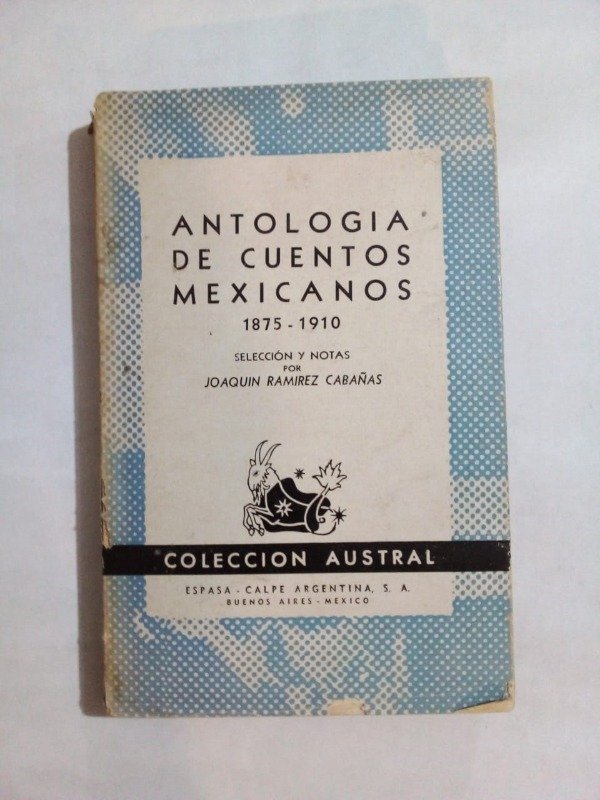 ANTOLOGIA
DE CUENTOS
MEXICANOS
1875 - 1910
SELECCIÓN Y NOTAS
POR
JOAQUIN RAMIREZ CABAÑAS
COLECCION AUSTRAL
ESPASA - CALPE ARGENTINA, S. A.
BUENOS AIRES - MEXICO